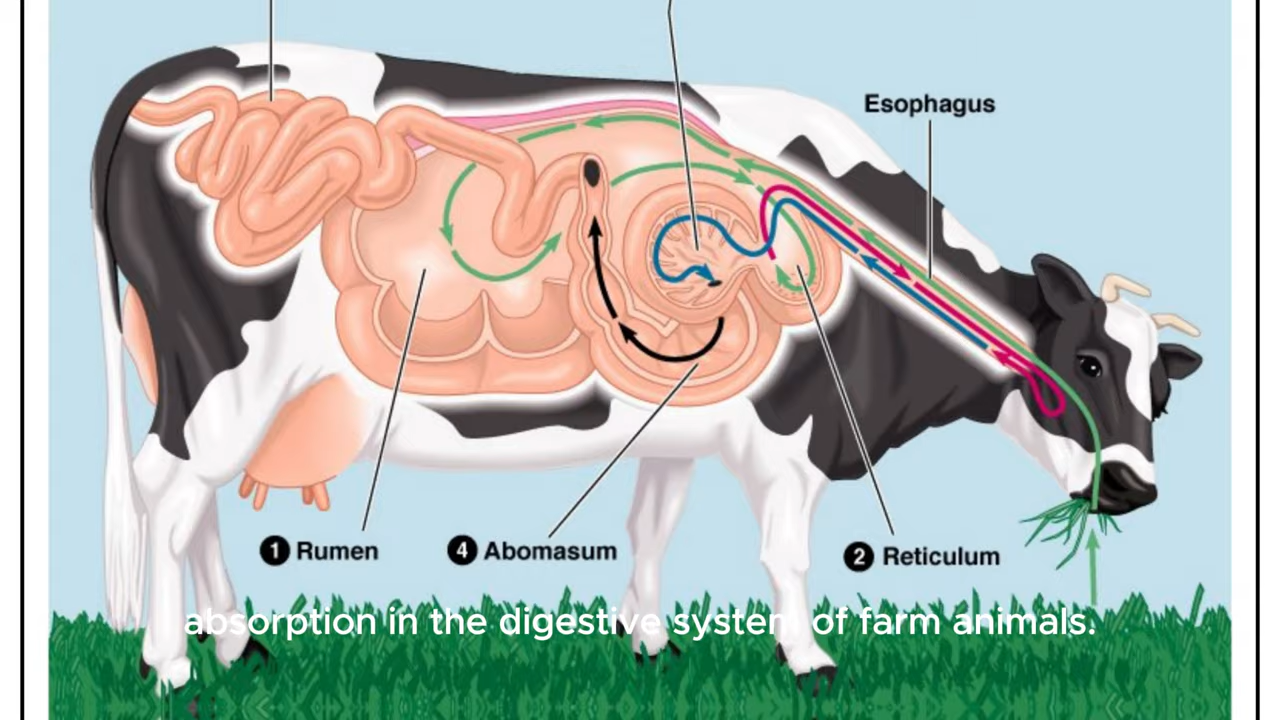 Esophagus
1 Rumen
4 Abomasum
2 Reticulum
absorption in the digestive system of farm animals.